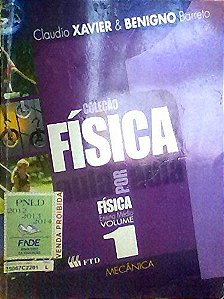 Claudio XAVIER & BENIGNO Barreto
COLEÇÃO
FÍSICA
POR
FÍSICA
Ensino Médio
VOLUME
1
PNLD
2012
2013
2014
FNDE
VENDA PROIBIDA
FTD
MECÂNICA